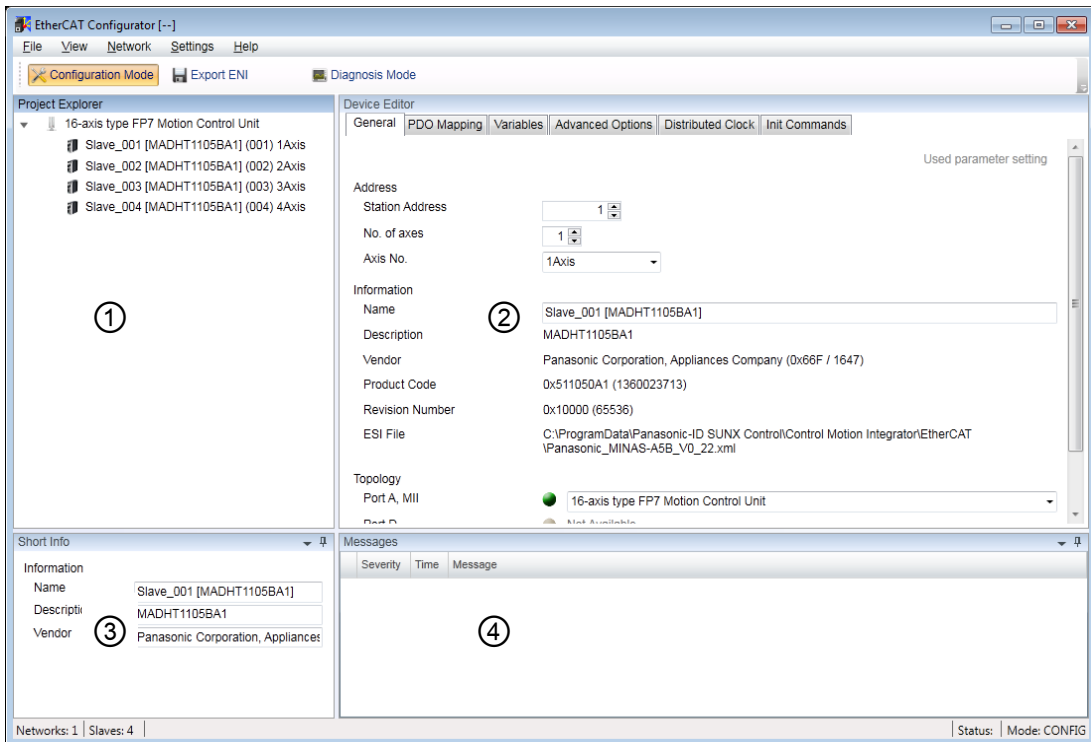 EtherCAT Configurator [--]
File View Network Settings Help
Configuration Mode Export ENI Diagnosis Mode
Project Explorer
16-axis type FP7 Motion Control Unit
Slave_001 [MADHT1105BA1] (001) 1Axis
Slave_002 [MADHT1105BA1] (002) 2Axis
Slave_003 [MADHT1105BA1] (003) 3Axis
Slave_004 [MADHT1105BA1] (004) 4Axis
①
Device Editor
General PDO Mapping Variables Advanced Options Distributed Clock Init Commands
Used parameter setting
Address
Station Address 1
No. of axes 1
Axis No. 1Axis
Information
Name Slave_001 [MADHT1105BA1]
②
Description MADHT1105BA1
Vendor Panasonic Corporation, Appliances Company (0x66F / 1647)
Product Code 0x511050A1 (1360023713)
Revision Number 0x10000 (65536)
ESI File C:\ProgramData\Panasonic-ID SUNX Control\Control Motion Integrator\EtherCAT
\Panasonic_MINAS-A5B_V0_22.xml
Topology
Port A, MII 16-axis type FP7 Motion Control Unit
Port D Not Available
Short Info
Information
Name Slave_001 [MADHT1105BA1]
Descripti MADHT1105BA1
Vendor Panasonic Corporation, Appliances
③
Messages
Severity Time Message
④
Networks: 1 Slaves: 4 Status: Mode: CONFIG